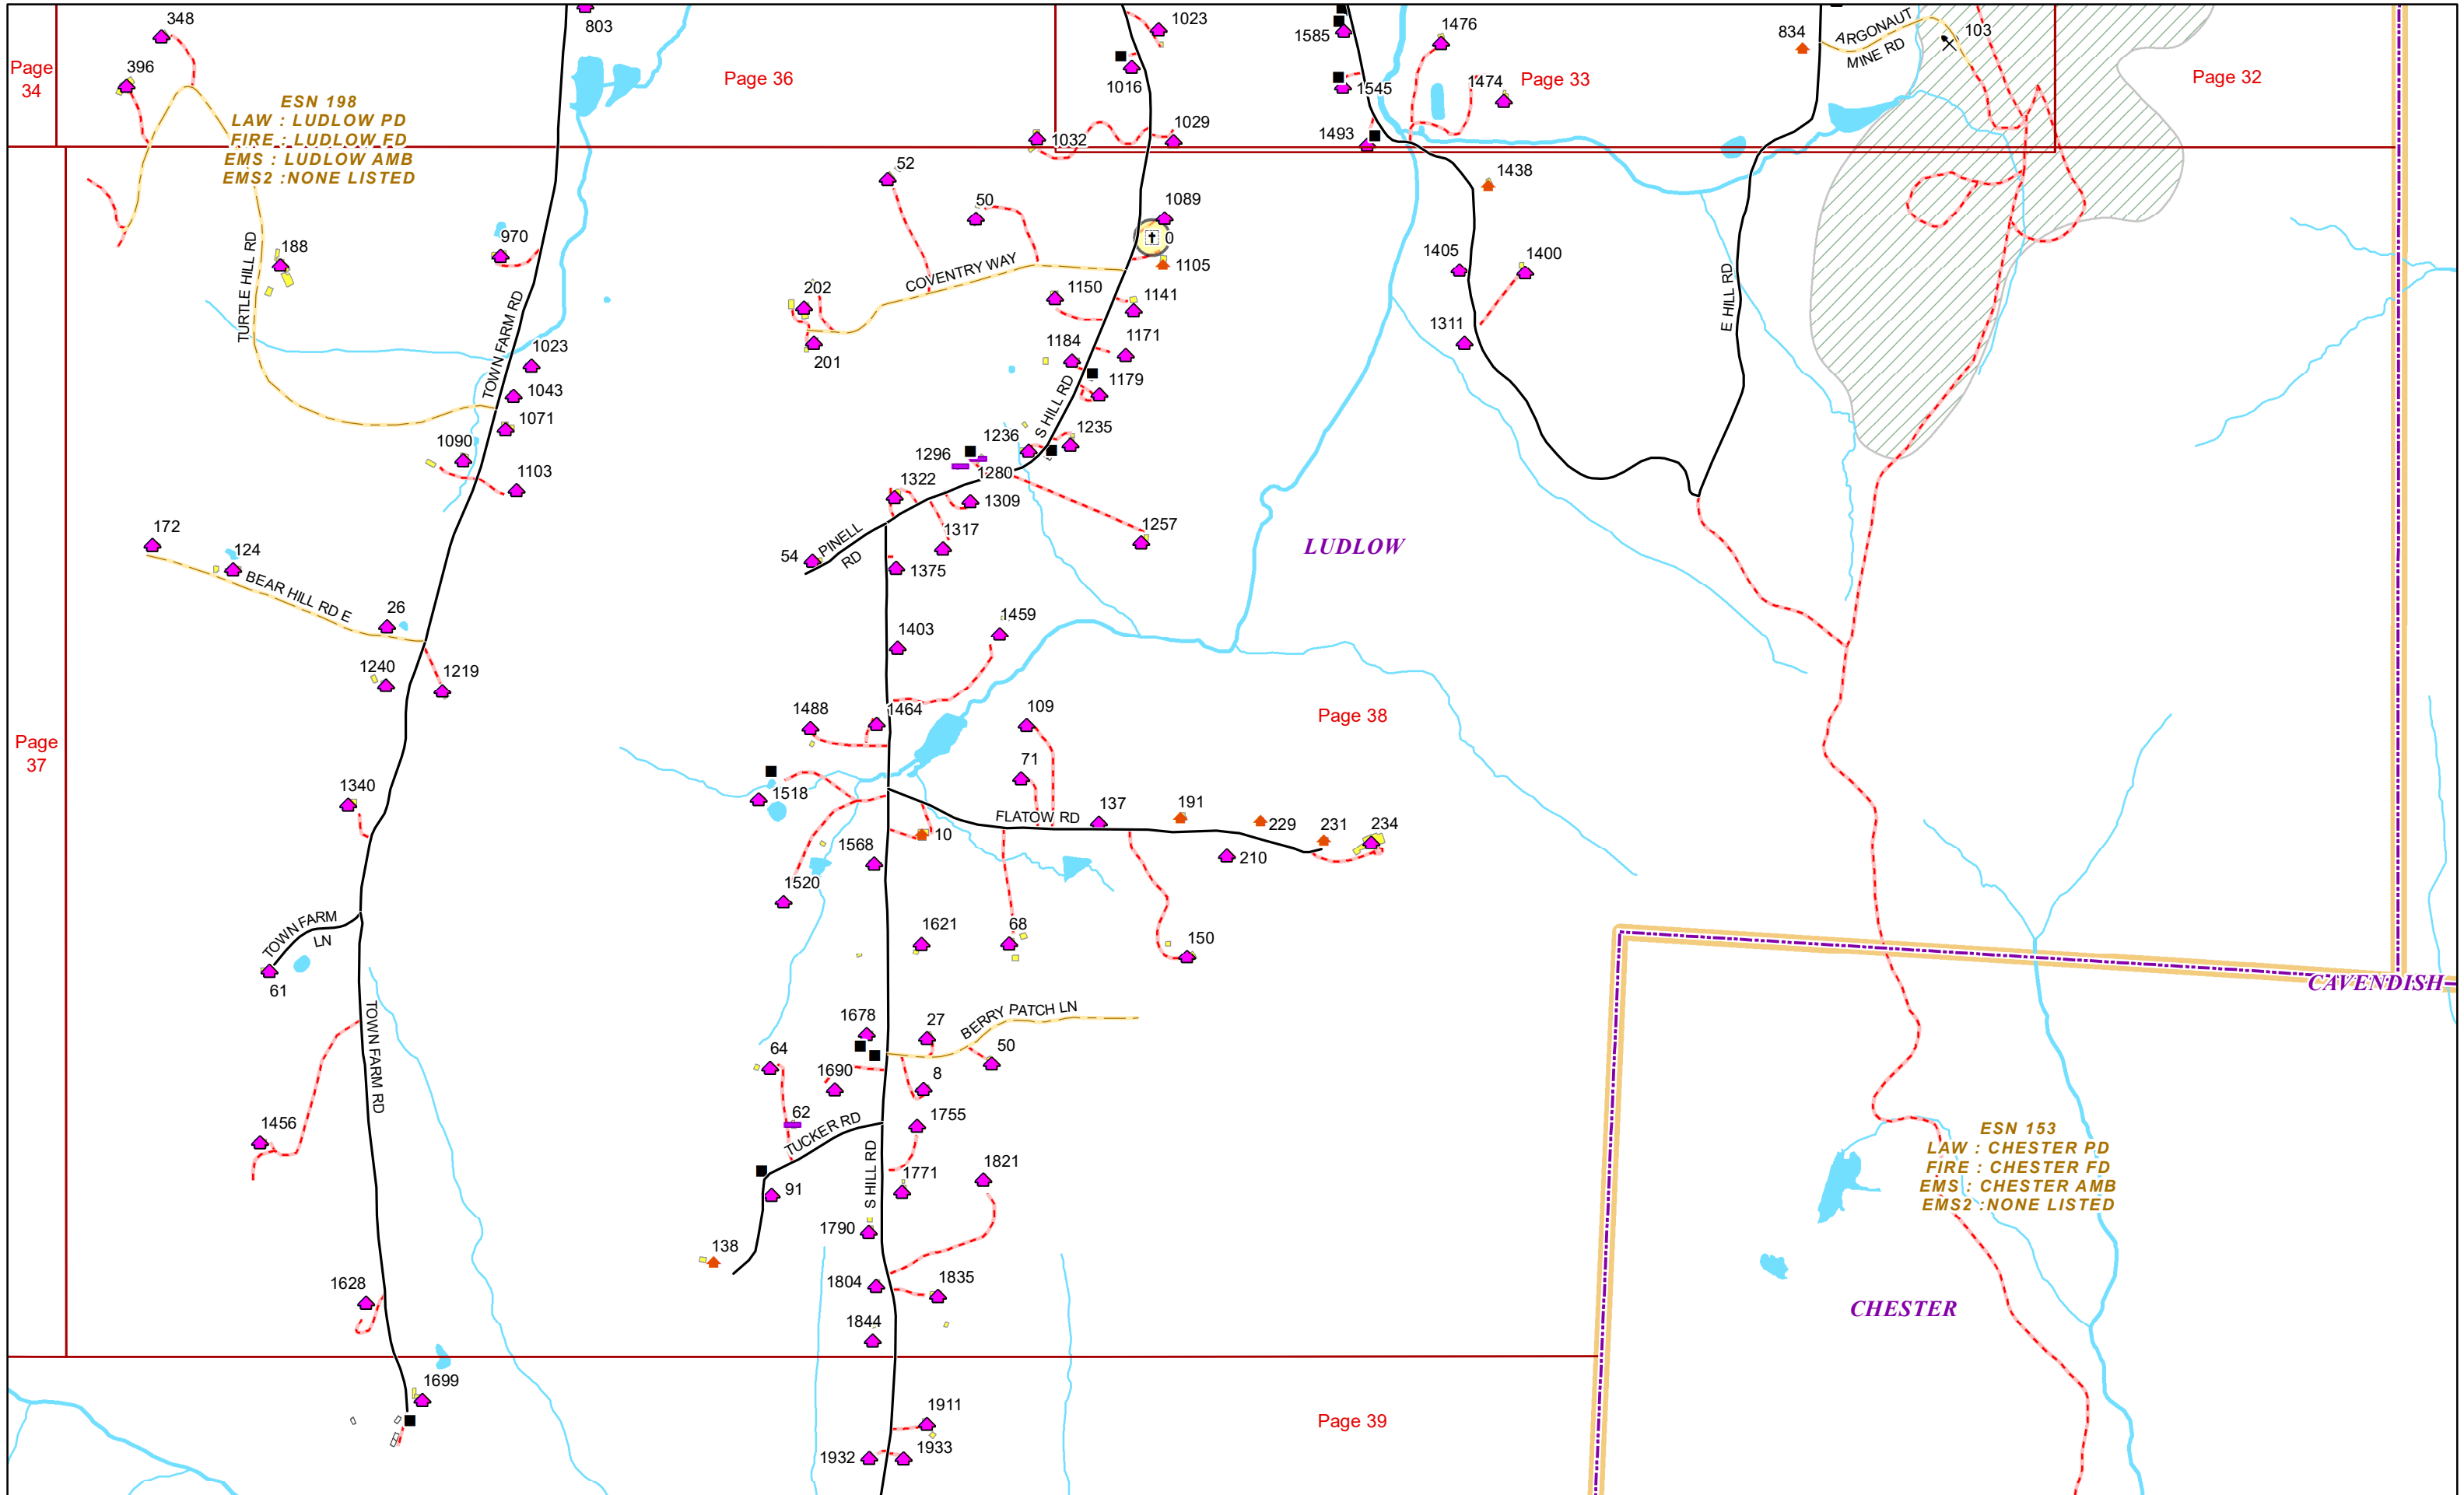 348
803
1023
1585
1476
834
ARGONAUT
MINE RD
103
396
Page
34
Page 36
1016
1545
1474
Page 33
Page 32
ESN 198
LAW : LUDLOW PD
FIRE : LUDLOW FD
EMS : LUDLOW AMB
EMS2 :NONE LISTED
1032
1029
1493
52
50
1089
1438
0
1105
188
970
TURTLE HILL RD
TOWN FARM RD
COVENTRY WAY
1405
1400
E HILL RD
202
201
1150
1141
1184
1171
1179
1311
S HILL RD
1023
1043
1071
1090
1103
1236
1235
1296
1280
1322
1309
1317
1257
PINELL
RD
54
1375
LUDLOW
172
124
BEAR HILL RD E
26
1240
1219
1403
1459
1488
1464
109
Page 38
71
Page
37
1340
1518
10
FLATOW RD
137
191
229
231
234
210
1568
1520
1621
68
150
TOWN FARM
LN
61
CAVENDISH
TOWN FARM RD
1678
27
BERRY PATCH LN
50
64
1690
8
62
TUCKER RD
1755
1456
S HILL RD
1771
1821
91
1790
138
ESN 153
LAW : CHESTER PD
FIRE : CHESTER FD
EMS : CHESTER AMB
EMS2 :NONE LISTED
1628
1804
1835
1844
CHESTER
1699
1911
1932
1933
Page 39